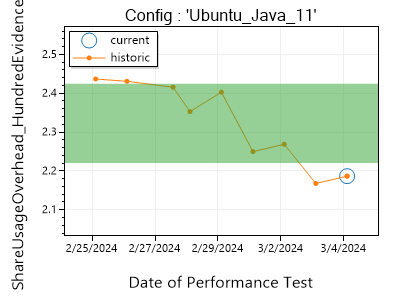 Config : 'Ubuntu_Java_11'
current
historic
ShareUsageOverhead_HundredEvidence
2.5
2.4
2.3
2.2
2.1
2/25/2024
2/27/2024
2/29/2024
3/2/2024
3/4/2024
Date of Performance Test